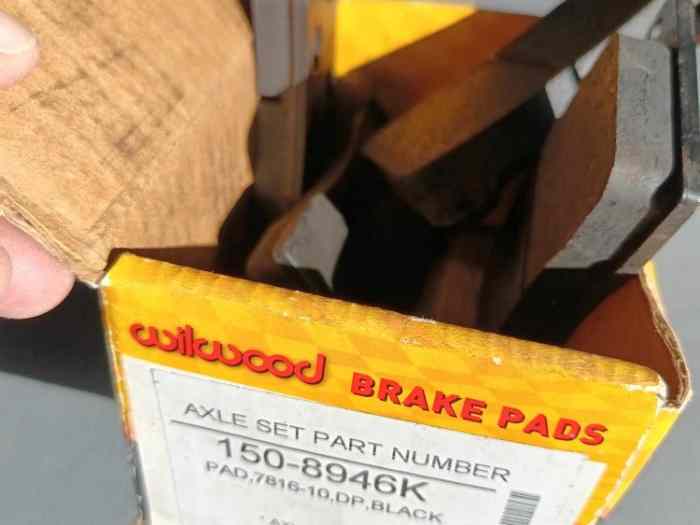 wilwood BRAKE PADS
AXLE SET PART NUMBER
150-8946K
PAD,7816-10,DP,BLACK